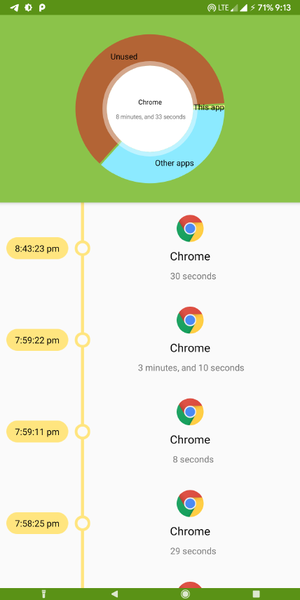 LTE 71% 9:13
Unused
Chrome
This app
8 minutes, and 33 seconds
Other apps
8:43:23 pm
Chrome
30 seconds
7:59:22 pm
Chrome
3 minutes, and 10 seconds
7:59:11 pm
Chrome
8 seconds
7:58:25 pm
Chrome
29 seconds